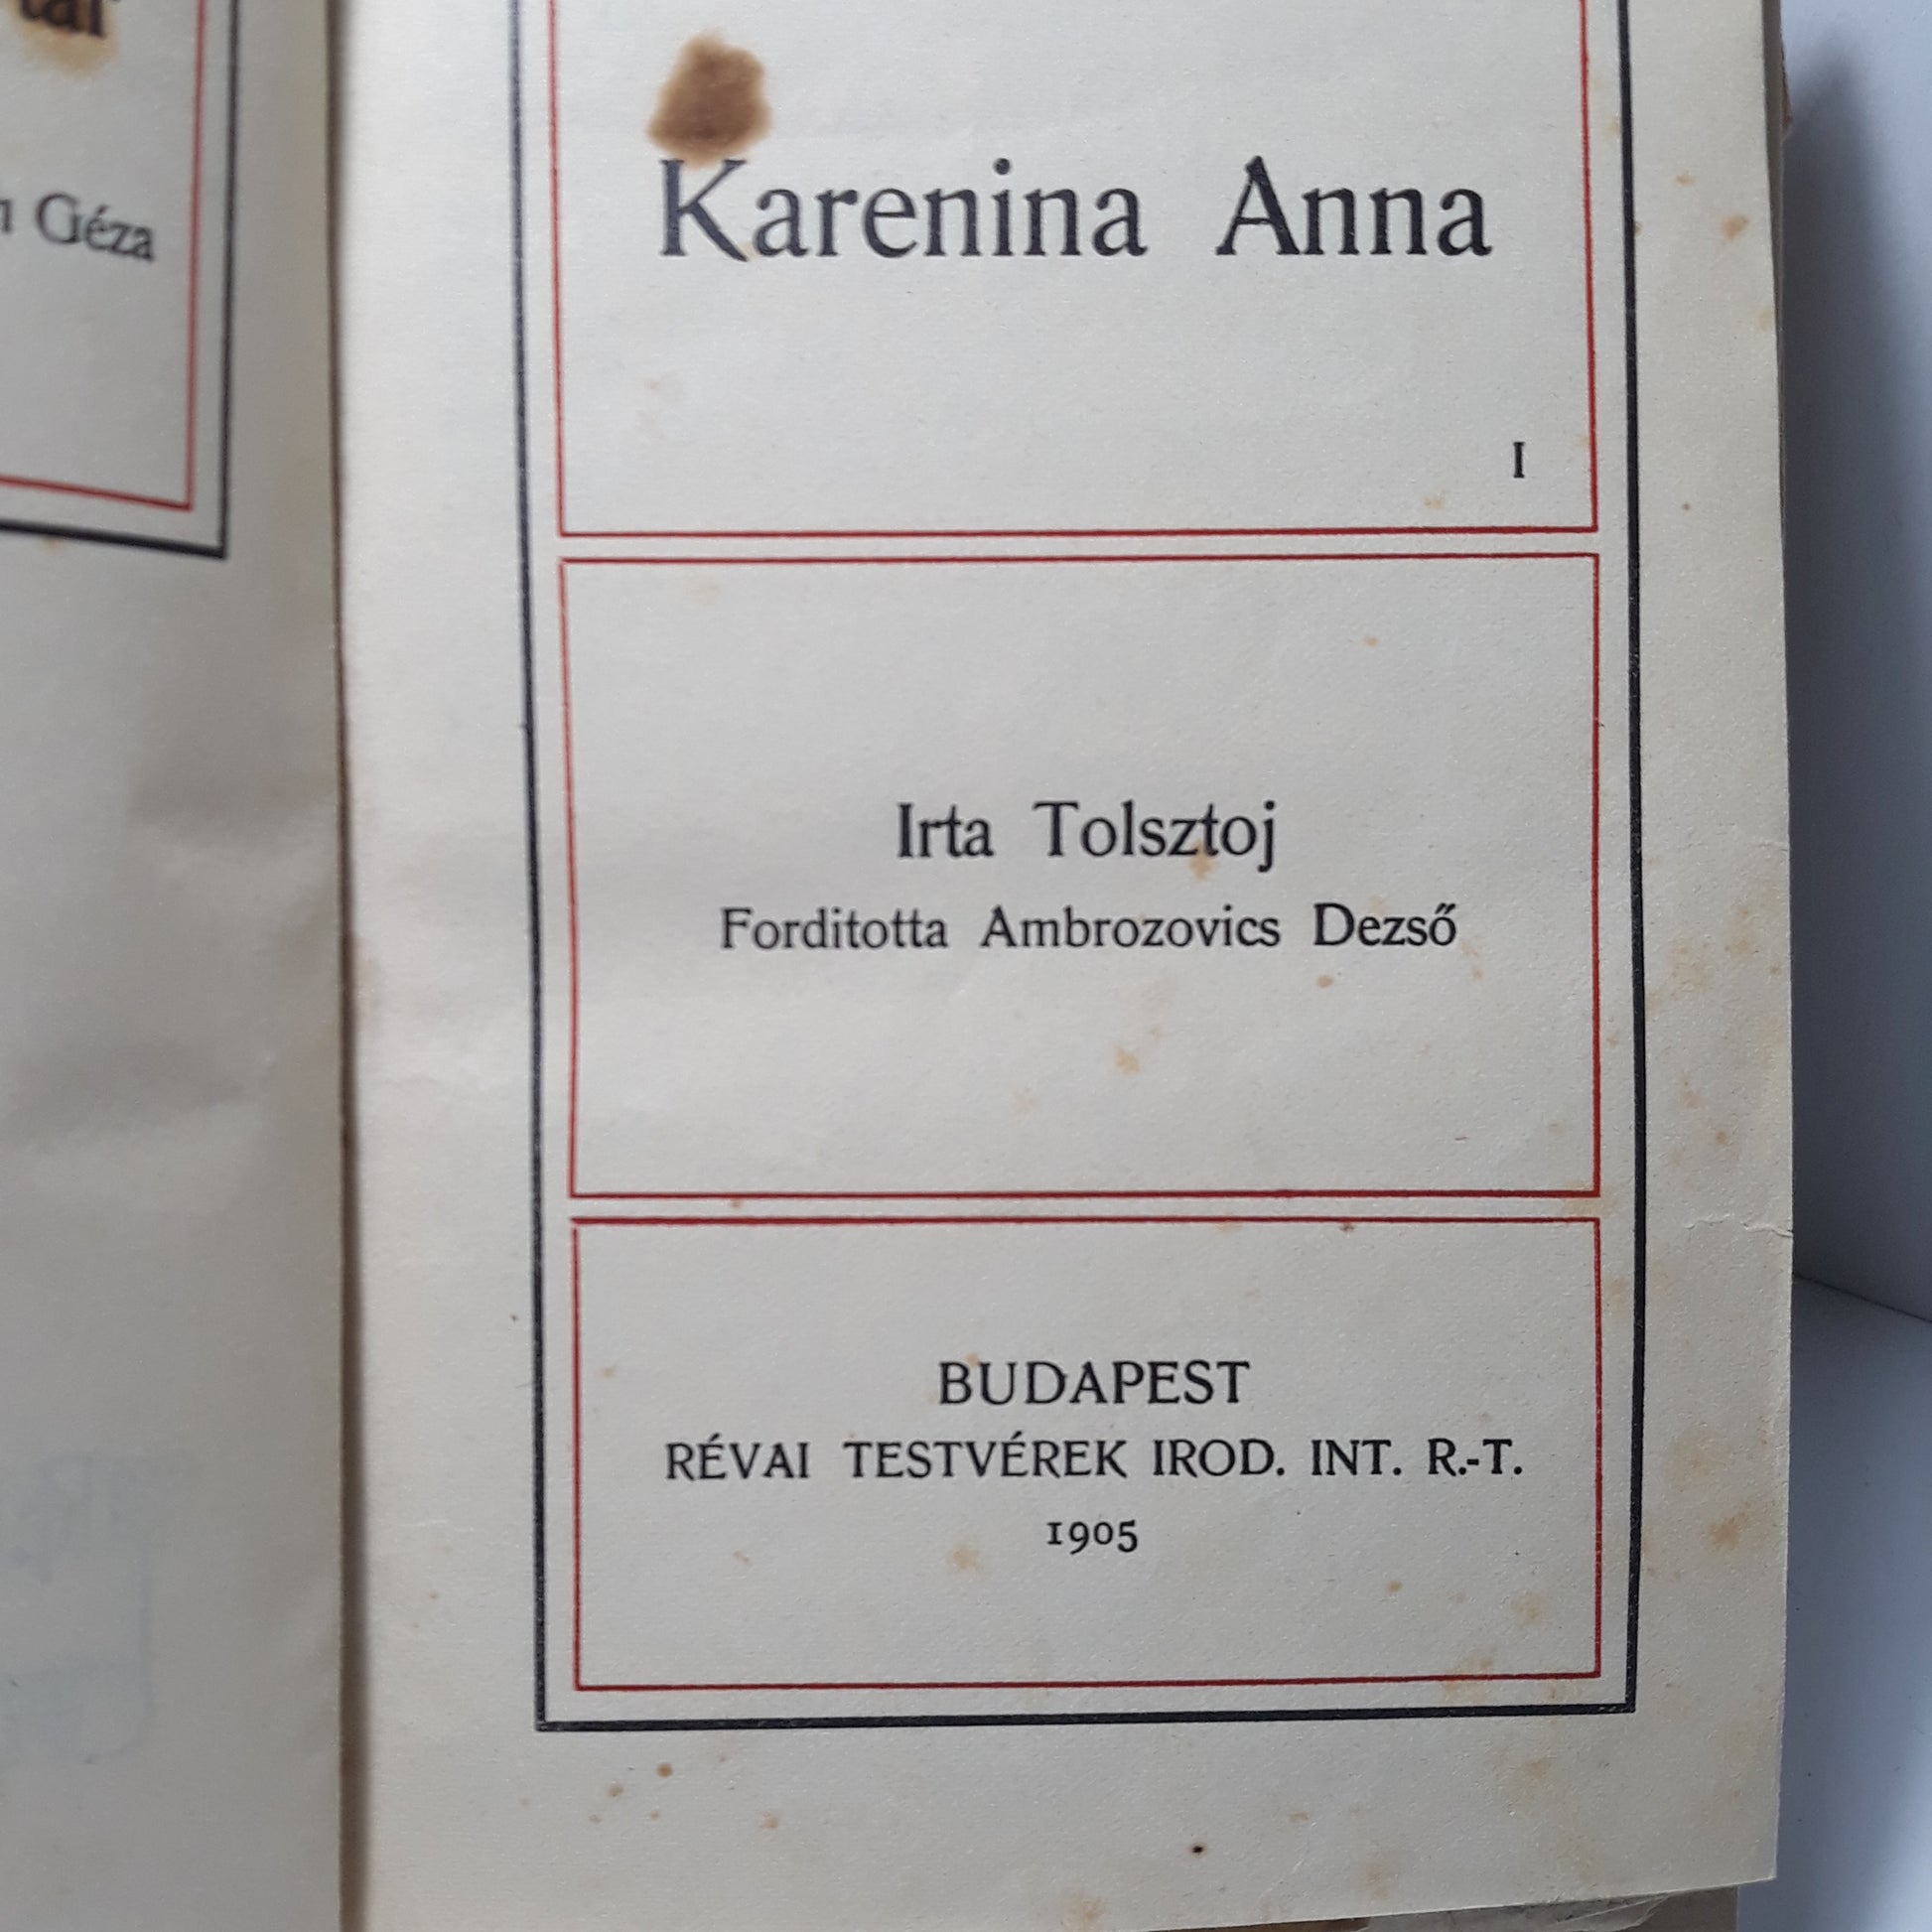 Géza
Karenina Anna
I
Irta Tolsztoj
Forditotta Ambrozovics Dezső
BUDAPEST
RÉVAI TESTVÉREK IROD. INT. R.-T.
1905